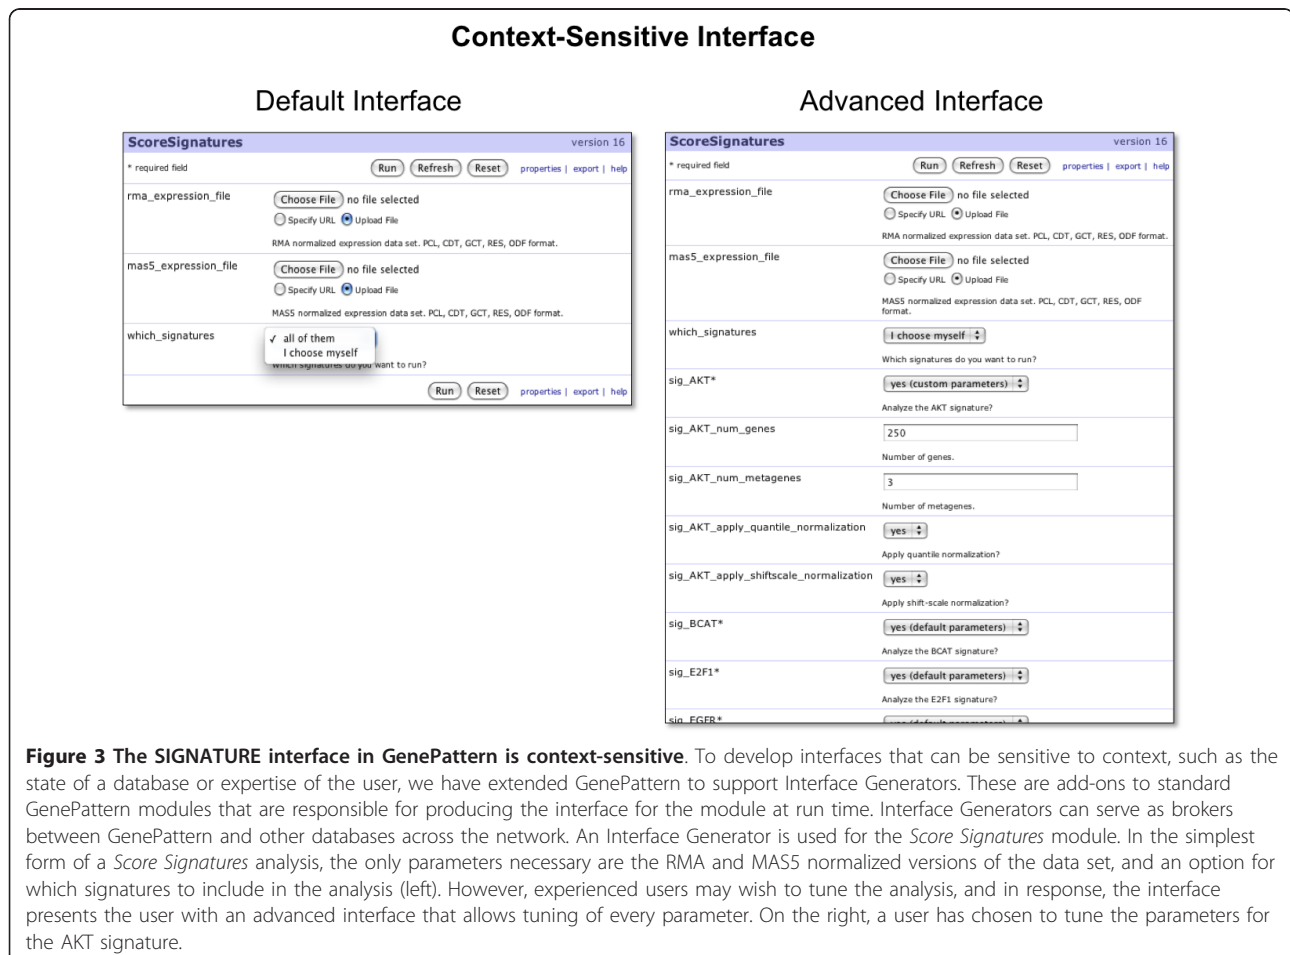 Context-Sensitive Interface
Default Interface
ScoreSignatures version 16
* required field Run Refresh Reset properties | export | help
rma_expression_file Choose File no file selected
Specify URL Upload File
RMA normalized expression data set. PCL, CDT, GCT, RES, ODF format.
mas5_expression_file Choose File no file selected
Specify URL Upload File
MAS5 normalized expression data set. PCL, CDT, GCT, RES, ODF format.
which_signatures ✓ all of them
I choose myself
Which signatures do you want to run?
Run Reset properties | export | help
Advanced Interface
ScoreSignatures version 16
* required field Run Refresh Reset properties | export | help
rma_expression_file Choose File no file selected
Specify URL Upload File
RMA normalized expression data set. PCL, CDT, GCT, RES, ODF format.
mas5_expression_file Choose File no file selected
Specify URL Upload File
MAS5 normalized expression data set. PCL, CDT, GCT, RES, ODF
format.
which_signatures I choose myself
Which signatures do you want to run?
sig_AKT* yes (custom parameters)
Analyze the AKT signature?
sig_AKT_num_genes 250
Number of genes.
sig_AKT_num_metagenes 3
Number of metagenes.
sig_AKT_apply_quantile_normalization yes
Apply quantile normalization?
sig_AKT_apply_shiftscale_normalization yes
Apply shift-scale normalization?
sig_BCAT* yes (default parameters)
Analyze the BCAT signature?
sig_E2F1* yes (default parameters)
Analyze the E2F1 signature?
sig_EGFR* yes (default parameters)
Figure 3 The SIGNATURE interface in GenePattern is context-sensitive. To develop interfaces that can be sensitive to context, such as the
state of a database or expertise of the user, we have extended GenePattern to support Interface Generators. These are add-ons to standard
GenePattern modules that are responsible for producing the interface for the module at run time. Interface Generators can serve as brokers
between GenePattern and other databases across the network. An Interface Generator is used for the Score Signatures module. In the simplest
form of a Score Signatures analysis, the only parameters necessary are the RMA and MAS5 normalized versions of the data set, and an option for
which signatures to include in the analysis (left). However, experienced users may wish to tune the analysis, and in response, the interface
presents the user with an advanced interface that allows tuning of every parameter. On the right, a user has chosen to tune the parameters for
the AKT signature.